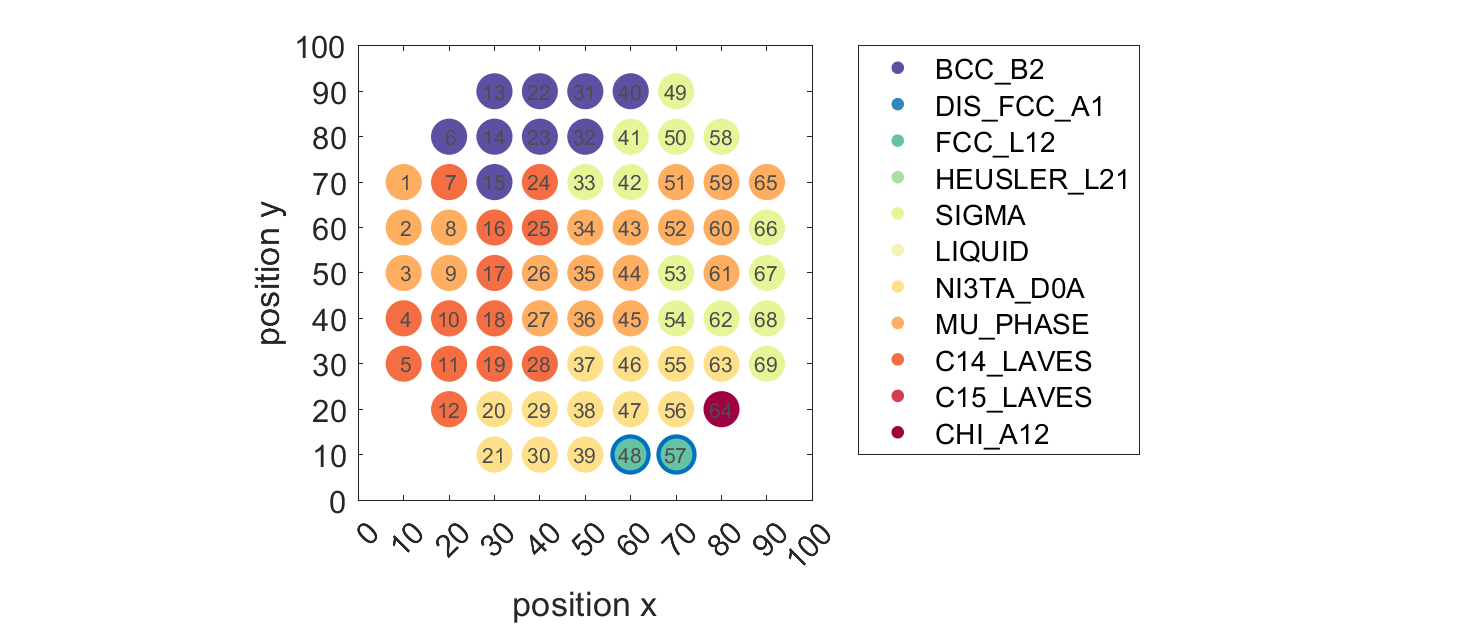 100
90 13 22 31 40 49
80 6 14 23 32 41 50 58
70 1 7 15 24 33 42 51 59 65
60 2 8 16 25 34 43 52 60 66
50 3 9 17 26 35 44 53 61 67
40 4 10 18 27 36 45 54 62 68
30 5 11 19 28 37 46 55 63 69
20 12 20 29 38 47 56 64
10 21 30 39 48 57
0
0 10 20 30 40 50 60 70 80 90 100
position x
position y
BCC_B2
DIS_FCC_A1
FCC_L12
HEUSLER_L21
SIGMA
LIQUID
NI3TA_D0A
MU_PHASE
C14_LAVES
C15_LAVES
CHI_A12